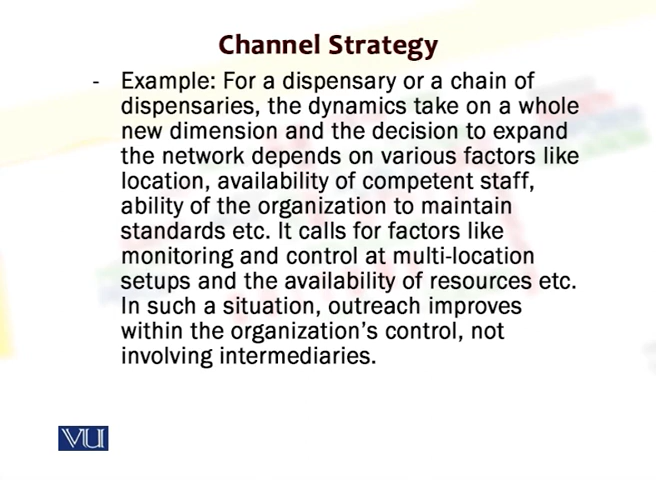 Channel Strategy
- Example: For a dispensary or a chain of
dispensaries, the dynamics take on a whole
new dimension and the decision to expand
the network depends on various factors like
location, availability of competent staff,
ability of the organization to maintain
standards etc. It calls for factors like
monitoring and control at multi-location
setups and the availability of resources etc.
In such a situation, outreach improves
within the organization's control, not
involving intermediaries.
VU